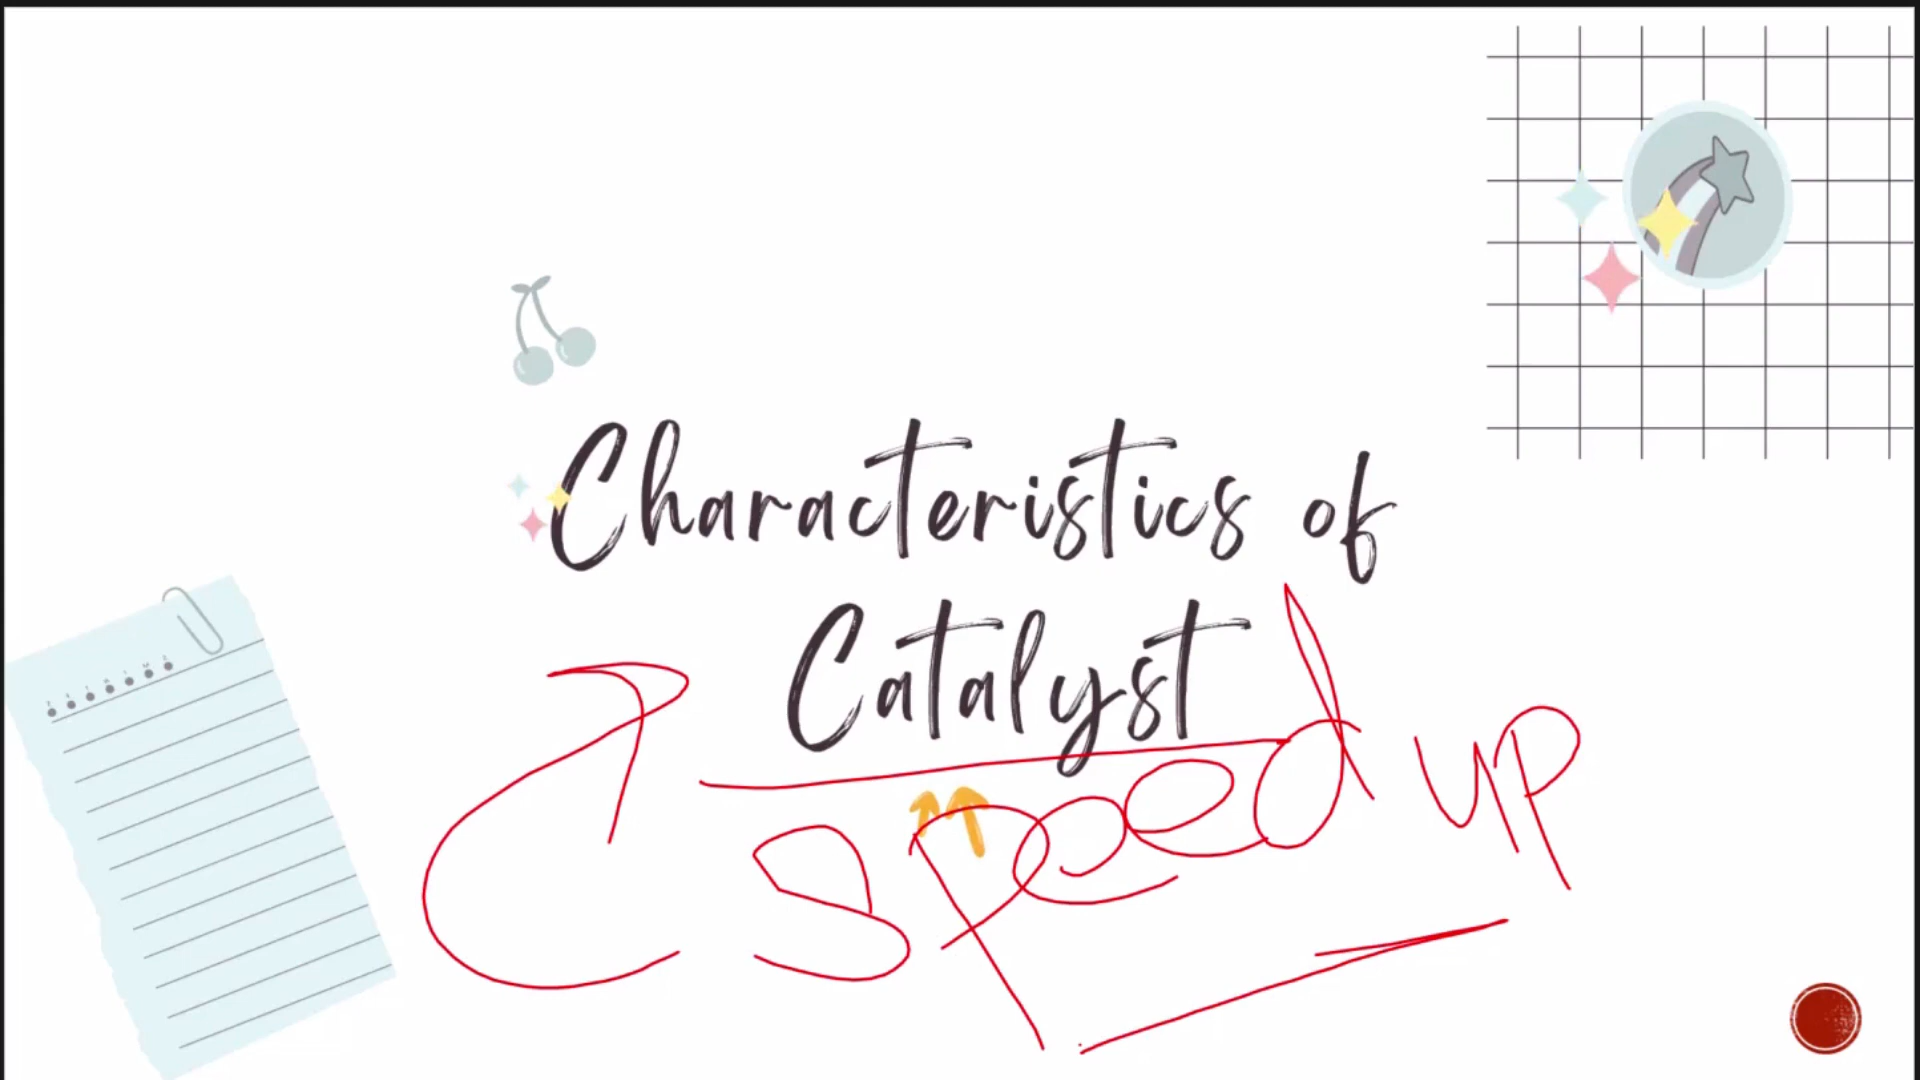 Characteristics of
Catalyst
speed up